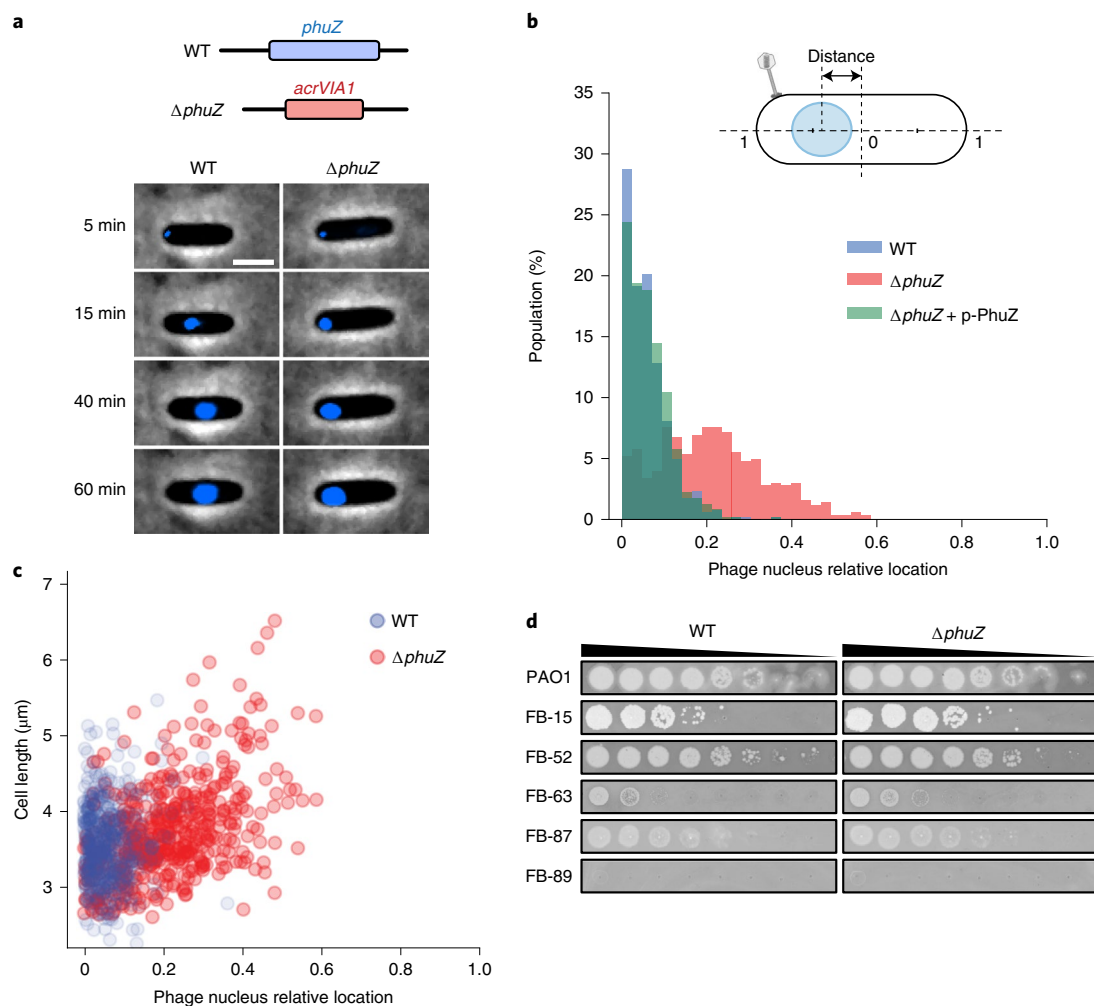 a
phuZ
WT
acrVIA1
ΔphuZ
WT ΔphuZ
5 min
15 min
40 min
60 min
b
Distance
1 0 1
35
30
25
20
15
10
5
0
Population (%)
WT
ΔphuZ
ΔphuZ + p-PhuZ
0 0.2 0.4 0.6 0.8 1.0
Phage nucleus relative location
c
7
6
5
4
3
Cell length (μm)
WT
ΔphuZ
0 0.2 0.4 0.6 0.8 1.0
Phage nucleus relative location
d
WT ΔphuZ
PAO1
FB-15
FB-52
FB-63
FB-87
FB-89